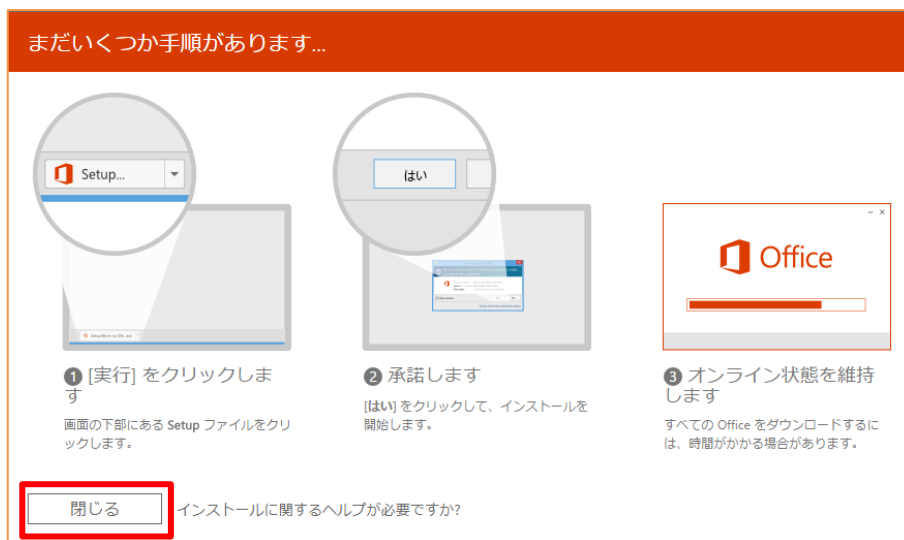 まだいくつか手順があります...
Setup...
はい
Office
❶ [実行] をクリックしま
す
画面の下部にある Setup ファイルをクリ
ックします。
❷ 承諾します
[はい] をクリックして、インストールを
開始します。
❸ オンライン状態を維持
します
すべての Office をダウンロードするに
は、時間がかかる場合があります。
閉じる
インストールに関するヘルプが必要ですか?